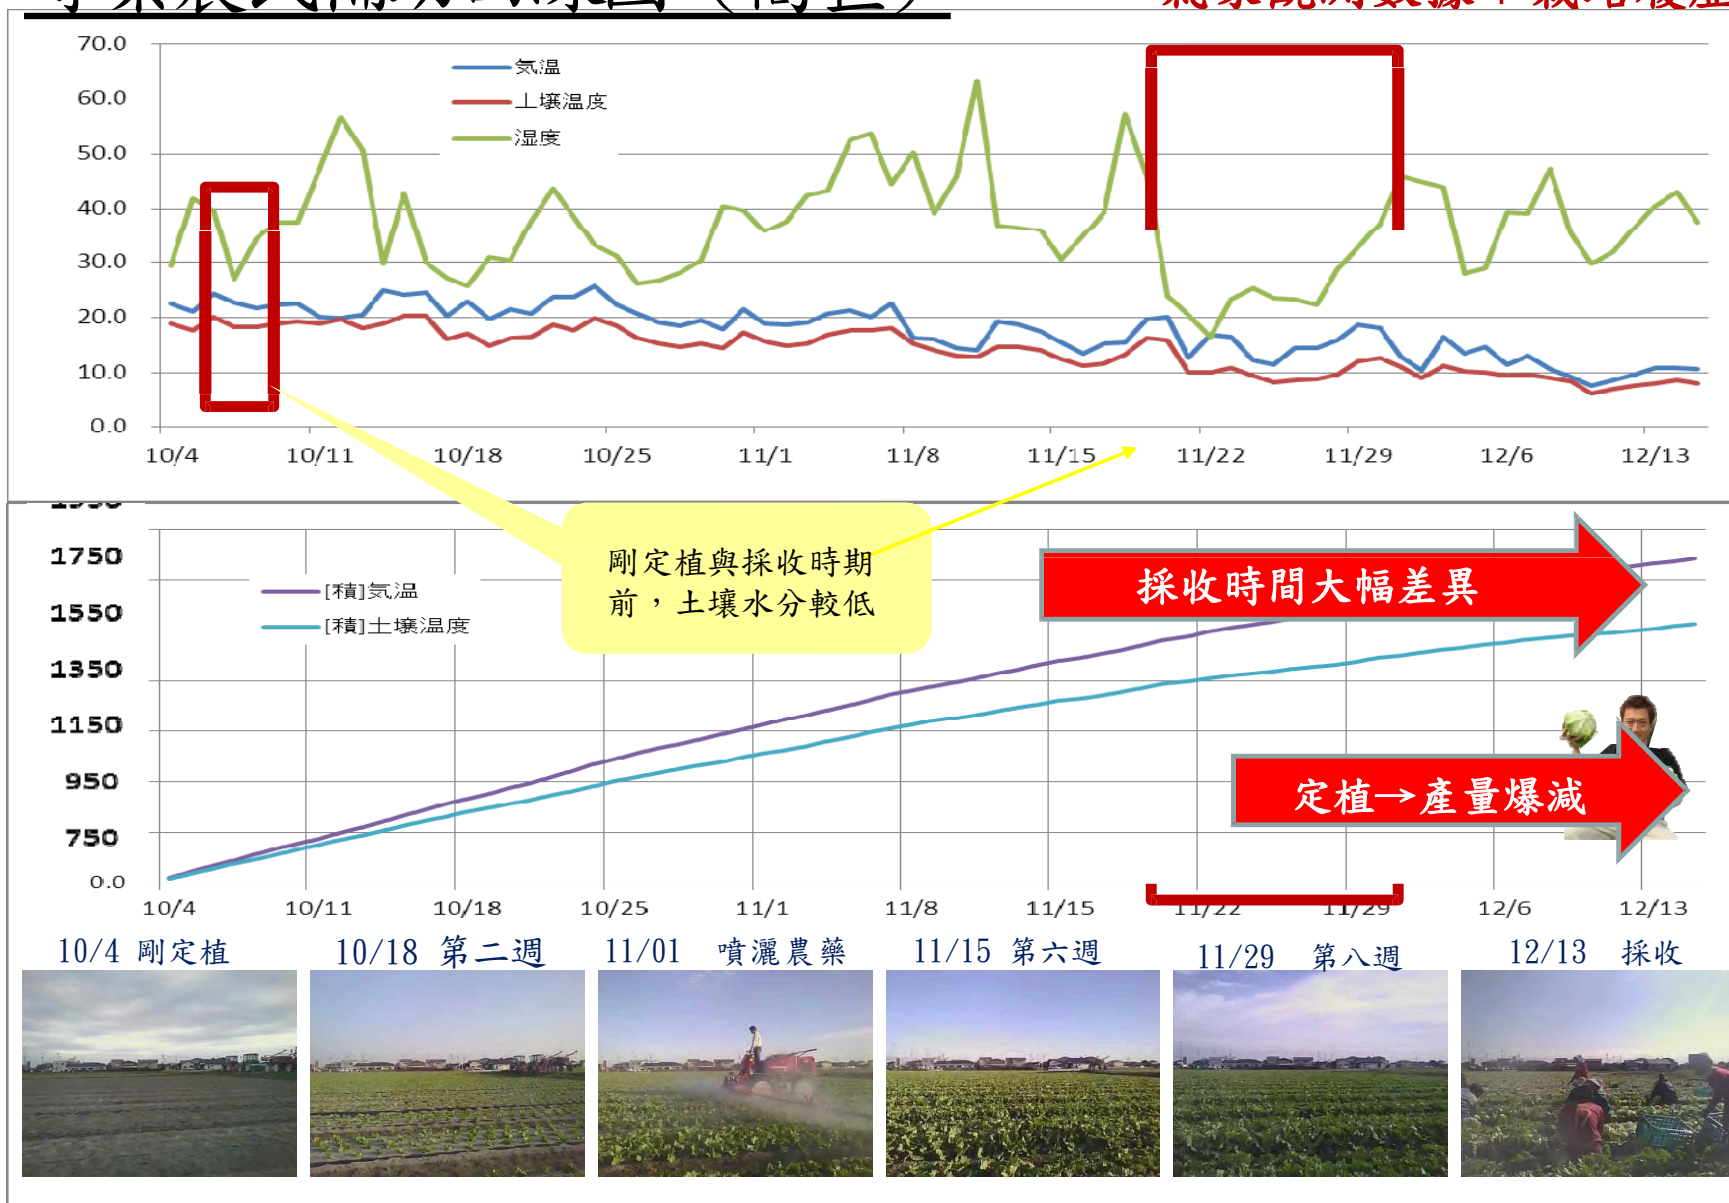 70.0
60.0
50.0
40.0
30.0
20.0
10.0
0.0
気温
土壌温度
湿度
10/4 10/11 10/18 10/25 11/1 11/8 11/15 11/22 11/29 12/6 12/13
剛定植與採收時期
前，土壤水分較低
1750
1550
1350
1150
950
750
0.0
[積]気温
[積]土壌温度
採收時間大幅差異
定植→產量爆減
10/4 10/11 10/18 10/25 11/1 11/8 11/15 11/22 11/29 12/6 12/13
10/4 剛定植
10/18 第二週
11/01 噴灑農藥
11/15 第六週
11/29 第八週
12/13 採收